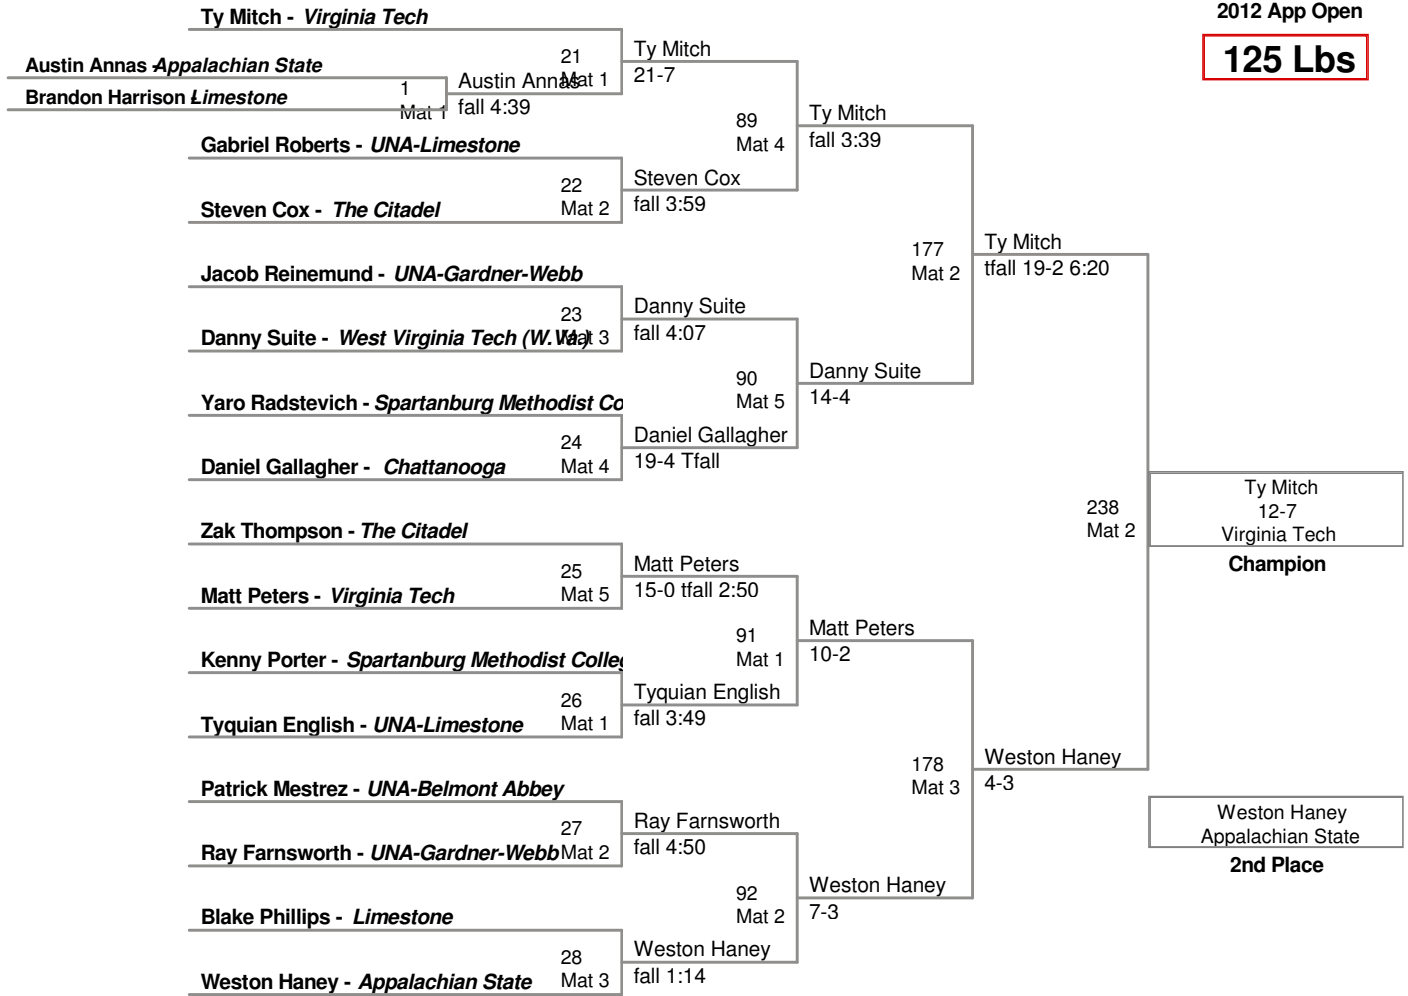 2012 App Open
125 Lbs
Ty Mitch - Virginia Tech
Austin Annas - Appalachian State
Brandon Harrison - Limestone
1
Mat 1
Austin Annas
fall 4:39
21
Mat 1
Ty Mitch
21-7
Gabriel Roberts - UNA-Limestone
Steven Cox - The Citadel
22
Mat 2
Steven Cox
fall 3:59
89
Mat 4
Ty Mitch
fall 3:39
Jacob Reinemund - UNA-Gardner-Webb
Danny Suite - West Virginia Tech (W.Va.)
23
Mat 3
Danny Suite
fall 4:07
Yaro Radstevich - Spartanburg Methodist Co
Daniel Gallagher - Chattanooga
24
Mat 4
Daniel Gallagher
19-4 Tfall
90
Mat 5
Danny Suite
14-4
177
Mat 2
Ty Mitch
tfall 19-2 6:20
Zak Thompson - The Citadel
Matt Peters - Virginia Tech
25
Mat 5
Matt Peters
15-0 tfall 2:50
Kenny Porter - Spartanburg Methodist Colleg
Tyquian English - UNA-Limestone
26
Mat 1
Tyquian English
fall 3:49
91
Mat 1
Matt Peters
10-2
Patrick Mestrez - UNA-Belmont Abbey
Ray Farnsworth - UNA-Gardner-Webb
27
Mat 2
Ray Farnsworth
fall 4:50
Blake Phillips - Limestone
Weston Haney - Appalachian State
28
Mat 3
Weston Haney
fall 1:14
92
Mat 2
Weston Haney
7-3
178
Mat 3
Weston Haney
4-3
238
Mat 2
Ty Mitch
12-7
Virginia Tech
Champion
Weston Haney
Appalachian State
2nd Place